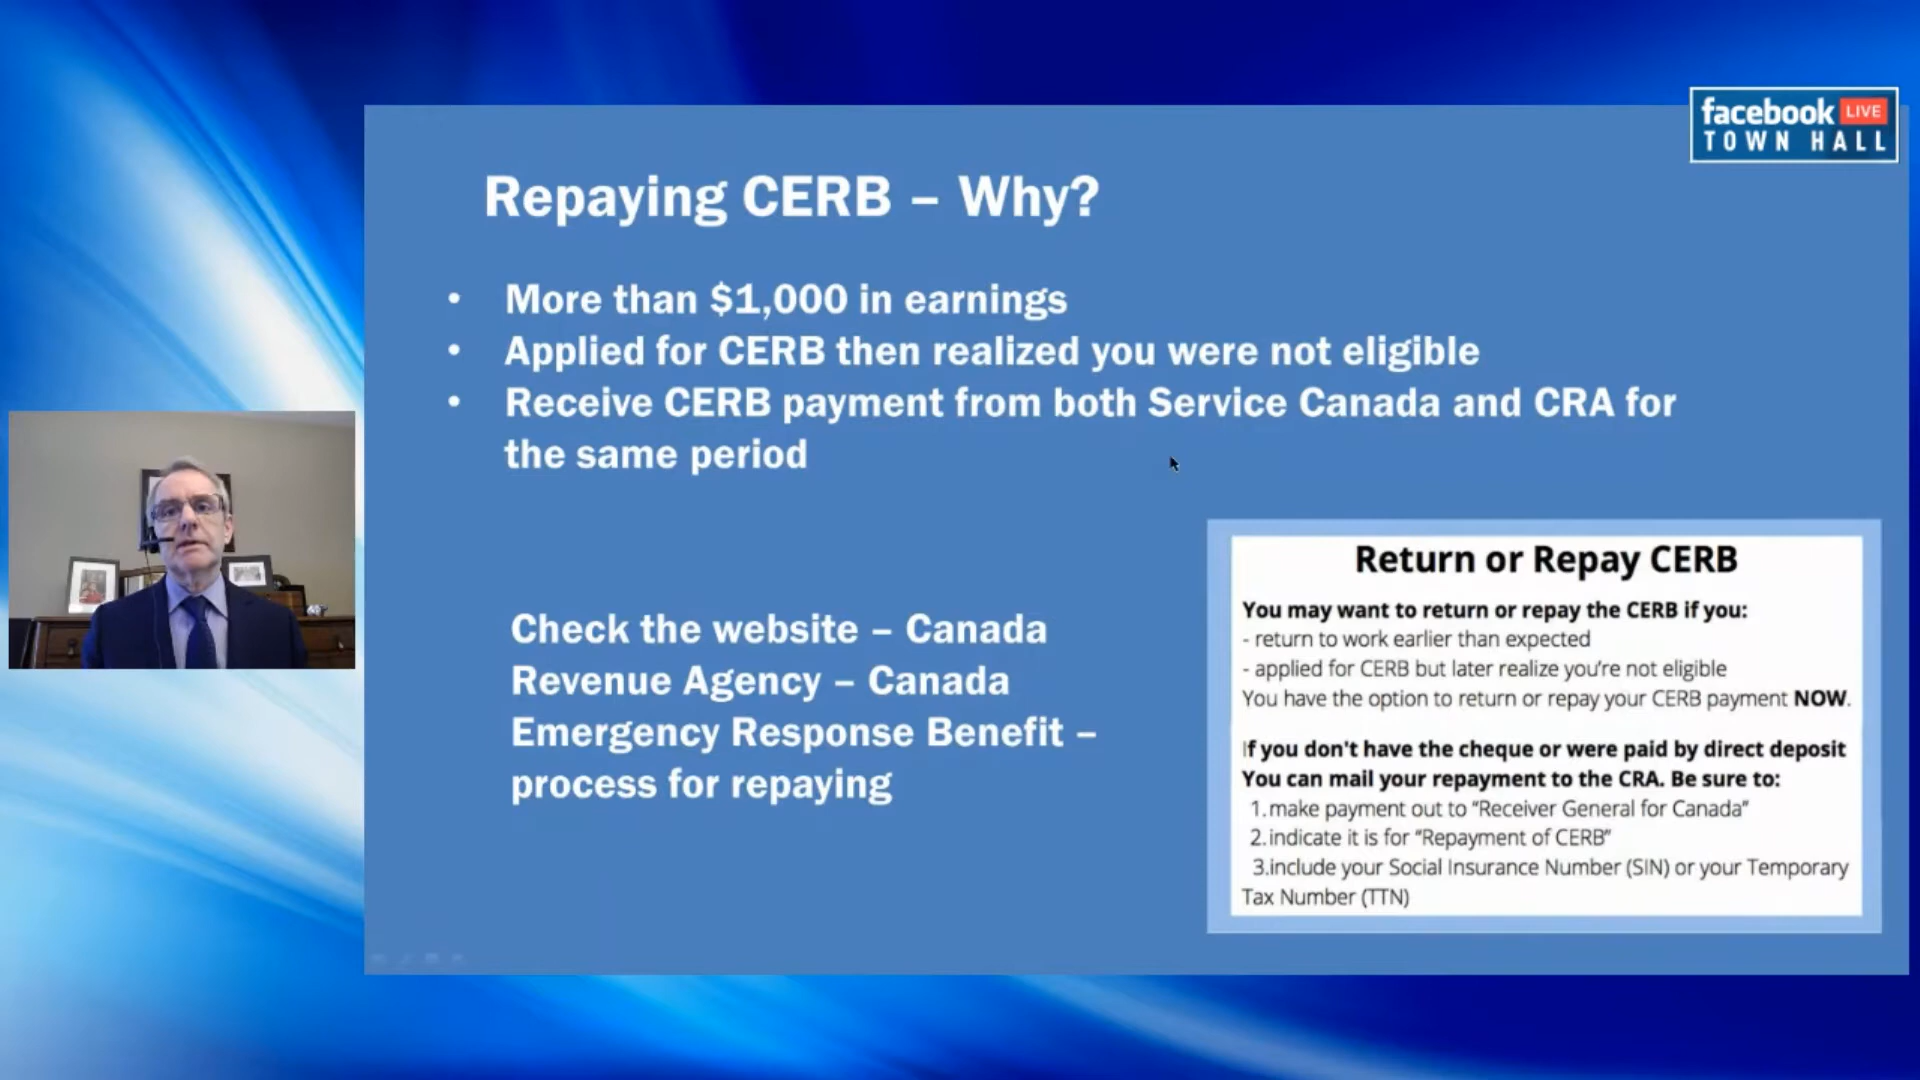 facebook LIVE
TOWN HALL
Repaying CERB – Why?
• More than $1,000 in earnings
• Applied for CERB then realized you were not eligible
• Receive CERB payment from both Service Canada and CRA for
the same period
Check the website – Canada
Revenue Agency – Canada
Emergency Response Benefit –
process for repaying
Return or Repay CERB
You may want to return or repay the CERB if you:
- return to work earlier than expected
- applied for CERB but later realize you're not eligible
You have the option to return or repay your CERB payment NOW.
If you don't have the cheque or were paid by direct deposit
You can mail your repayment to the CRA. Be sure to:
1. make payment out to “Receiver General for Canada”
2. indicate it is for “Repayment of CERB”
3.include your Social Insurance Number (SIN) or your Temporary
Tax Number (TTN)